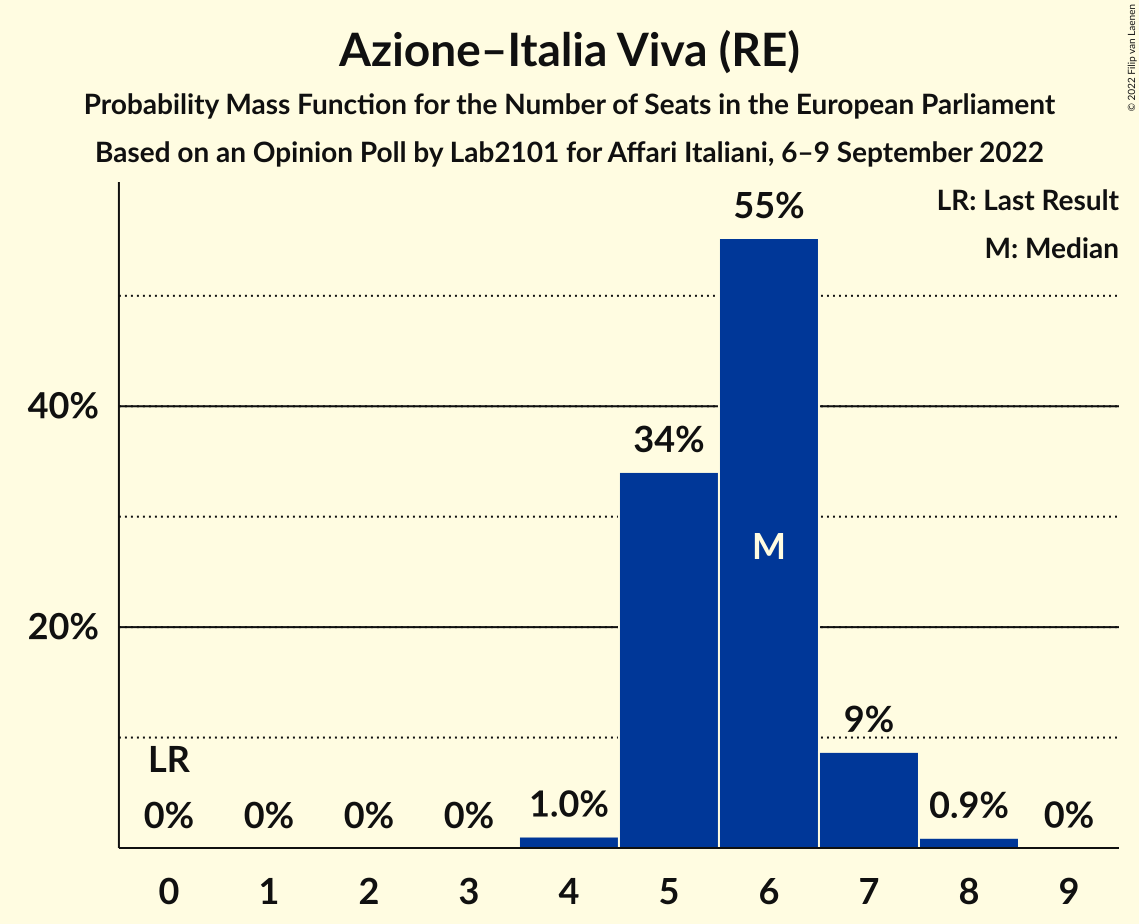 Azione–Italia Viva (RE)
Probability Mass Function for the Number of Seats in the European Parliament
Based on an Opinion Poll by Lab2101 for Affari Italiani, 6–9 September 2022
© 2022 Filip van Laenen
LR: Last Result
M: Median
55%
40%
34%
M
20%
9%
LR
0% 0% 0% 0% 1.0% 0.9% 0%
0 1 2 3 4 5 6 7 8 9